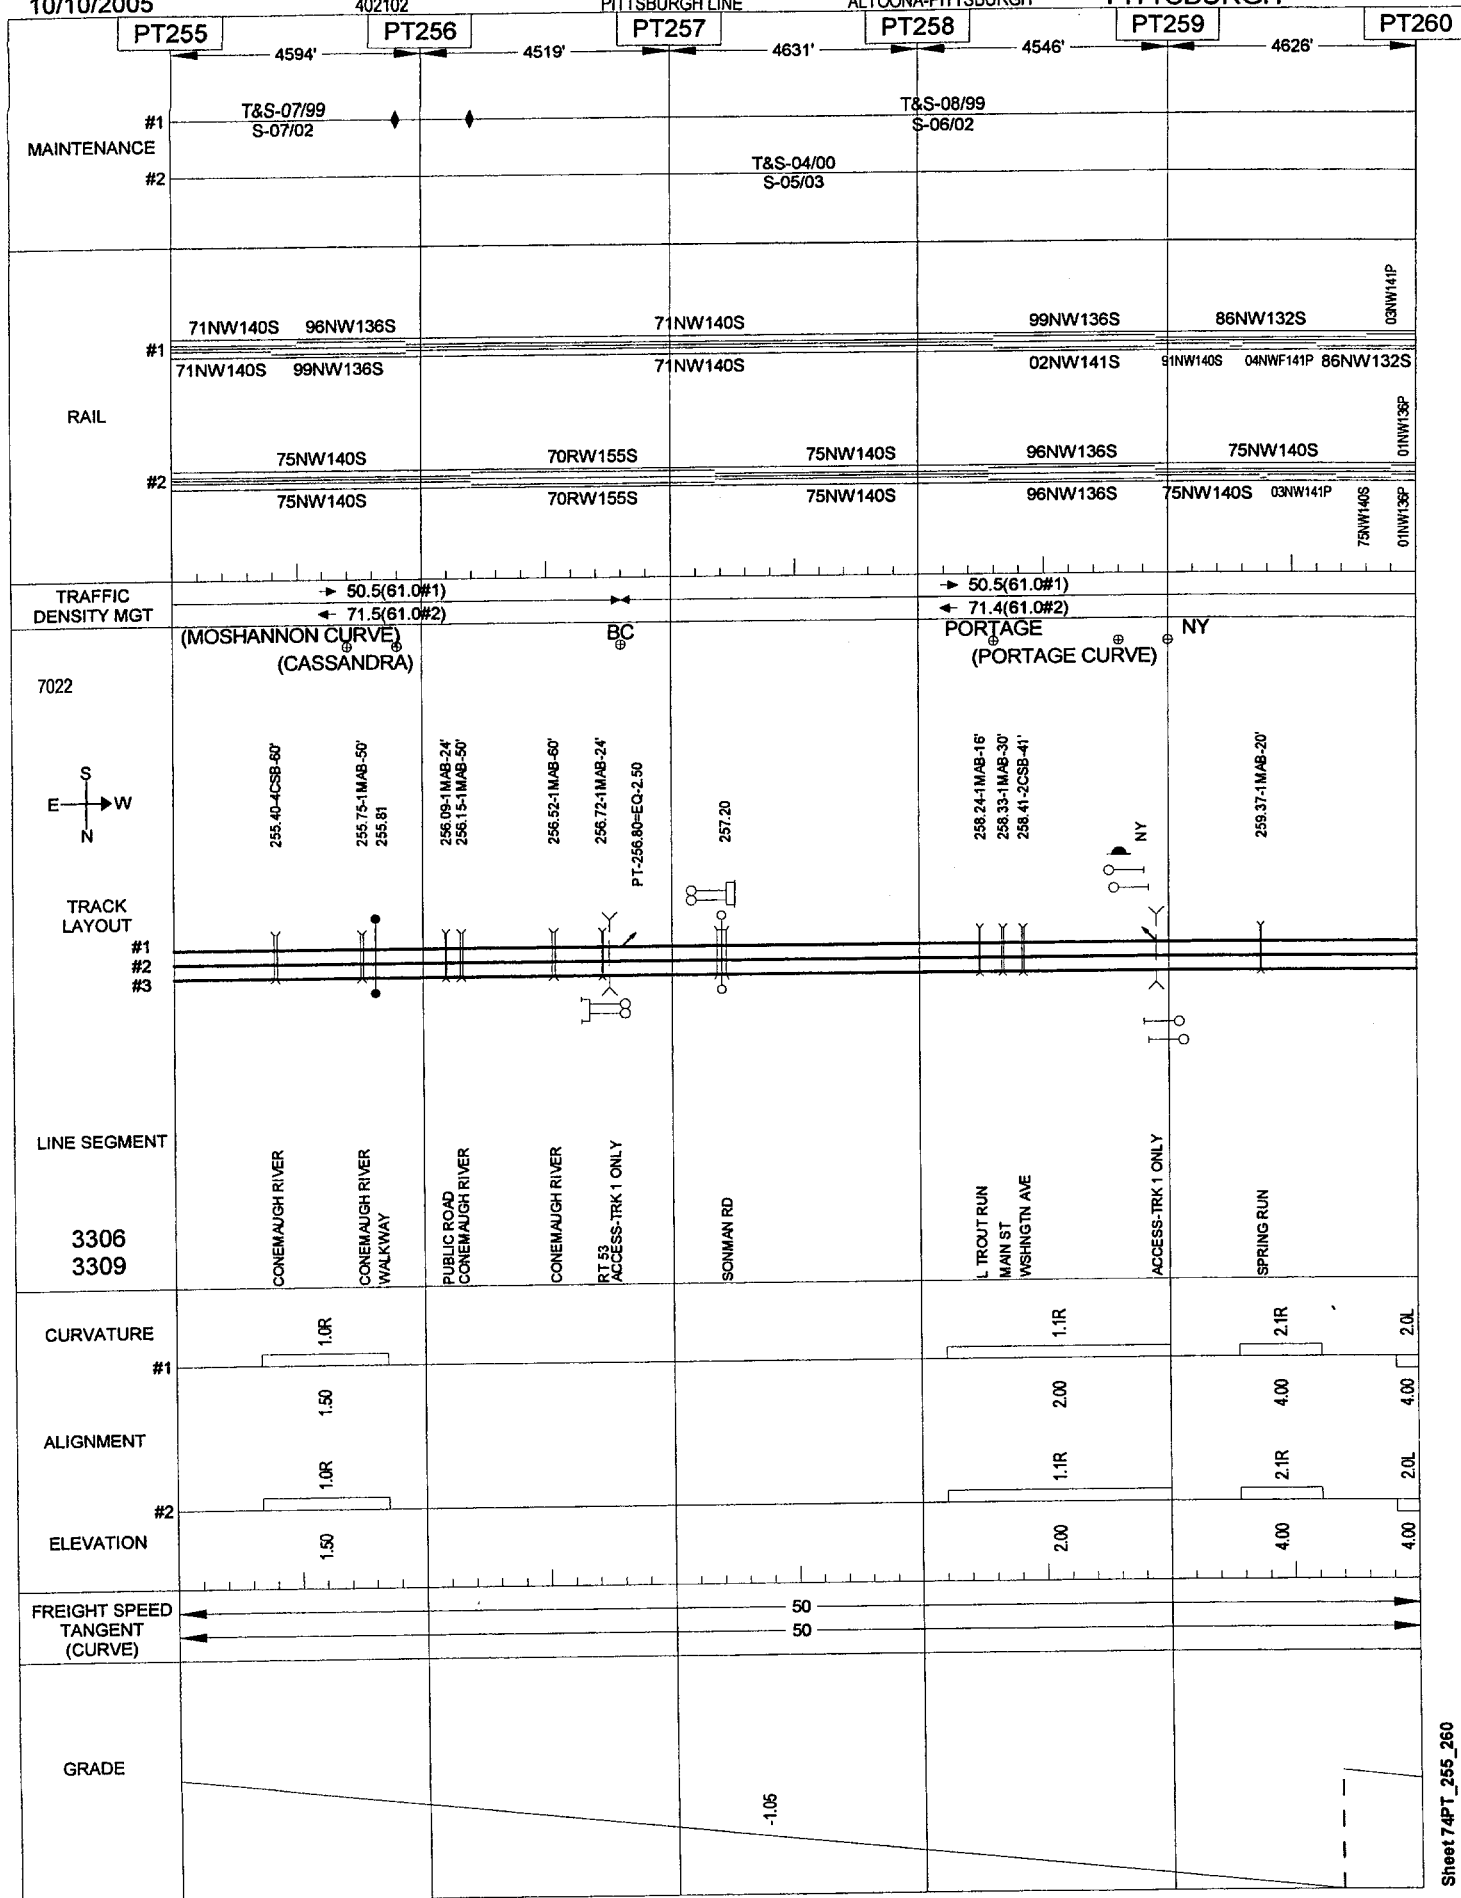 10/10/2005 402102 PITTSBURGH LINE ALTOONA-PITTSBURGH PITTSBURGH
PT255 PT256 PT257 PT258 PT259 PT260
4594' 4519' 4631' 4546' 4626'
MAINTENANCE
#1
T&S-07/99
S-07/02
T&S-08/99
S-06/02
#2
T&S-04/00
S-05/03
RAIL
71NW140S 96NW136S 71NW140S 99NW136S 86NW132S 03NW141P
#1
71NW140S 99NW136S 71NW140S 02NW141S 91NW140S 04NWF141P 86NW132S
75NW140S 70RW155S 75NW140S 96NW136S 75NW140S 01NW136P
#2
75NW140S 70RW155S 75NW140S 96NW136S 75NW140S 03NW141P 75NW140S 01NW136P
TRAFFIC
DENSITY MGT
50.5(61.0#1) 50.5(61.0#1)
71.5(61.0#2) 71.4(61.0#2)
(MOSHANNON CURVE) BC PORTAGE NY
(CASSANDRA) (PORTAGE CURVE)
7022
S
E W
N
255.40-4CSB-60'
255.75-1MAB-50'
255.81
256.09-1MAB-24'
256.15-1MAB-50'
256.52-1MAB-60'
256.72-1MAB-24'
PT-256.80=EQ-2.50
257.20
258.24-1MAB-16'
258.33-1MAB-30'
258.41-2CSB-41'
NY
259.37-1MAB-20'
TRACK
LAYOUT
#1
#2
#3
LINE SEGMENT
3306
3309
CONEMAUGH RIVER
CONEMAUGH RIVER
WALKWAY
PUBLIC ROAD
CONEMAUGH RIVER
CONEMAUGH RIVER
RT 53
ACCESS-TRK 1 ONLY
SONMAN RD
L TROUT RUN
MAIN ST
WSHNGTN AVE
ACCESS-TRK 1 ONLY
SPRING RUN
CURVATURE
#1
1.0R 1.1R 2.1R 2.0L
1.50 2.00 4.00 4.00
ALIGNMENT
#2
1.0R 1.1R 2.1R 2.0L
ELEVATION
1.50 2.00 4.00 4.00
FREIGHT SPEED
TANGENT
(CURVE)
50
50
GRADE
-1.05
Sheet 74PT_255_260